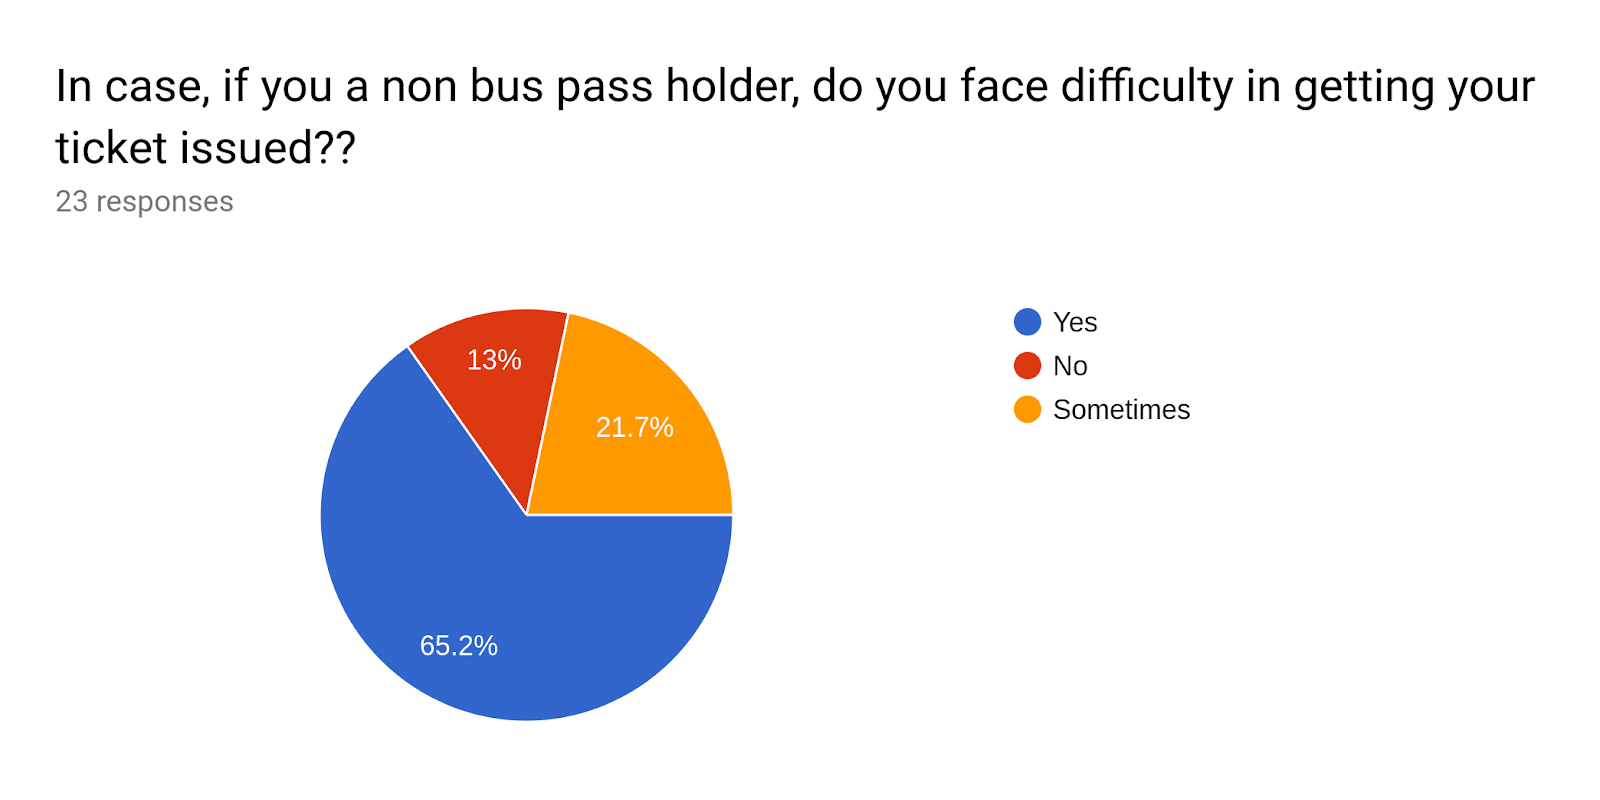 In case, if you a non bus pass holder, do you face difficulty in getting your
ticket issued??
23 responses
Yes
No
Sometimes
13%
21.7%
65.2%